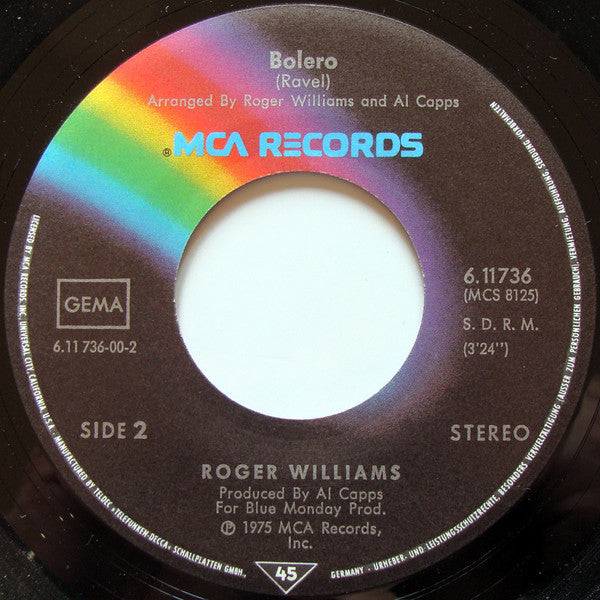 Bolero
(Ravel)
Arranged By Roger Williams and Al Capps
® MCA RECORDS
GEMA
6.11 736-00-2
6.11736
(MCS 8125)
S. D. R. M.
(3'24")
SIDE 2
STEREO
ROGER WILLIAMS
Produced By Al Capps
For Blue Monday Prod.
℗ 1975 MCA Records,
Inc.
LICENSED BY MCA RECORDS, INC. UNIVERSAL CITY, CALIFORNIA, U.S.A. MANUFACTURED BY TELDEC »TELEFUNKEN-DECCA« SCHALLPLATTEN GMBH.,
45
GERMANY - URHEBER- UND LEISTUNGSSCHUTZRECHTE, BESONDERS VERVIELFÄLTIGUNG (AUSSER ZUM PERSÖNLICHEN GEBRAUCH), VERMIETUNG, AUFFÜHRUNG, SENDUNG VORBEHALTEN